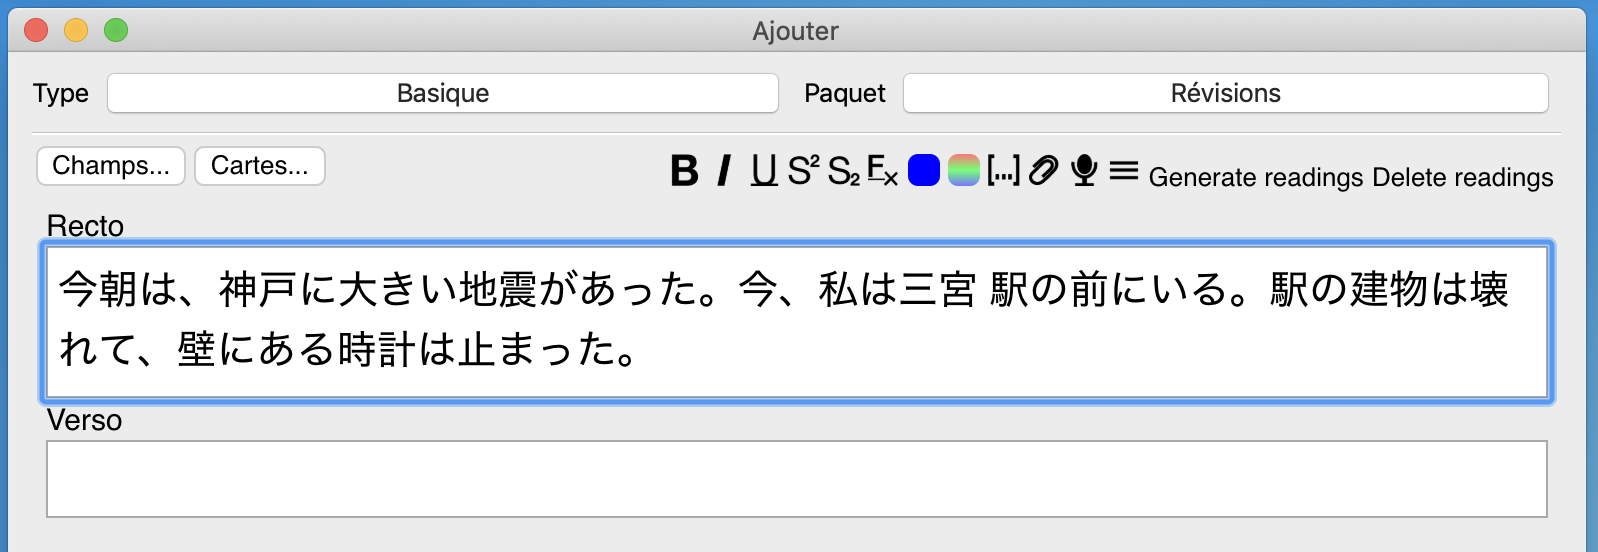 Ajouter
Type Basique Paquet Révisions
Champs... Cartes... B I U S² S₂ Fx [...] Generate readings Delete readings
Recto
今朝は、神戸に大きい地震があった。今、私は三宮 駅の前にいる。駅の建物は壊
れて、壁にある時計は止まった。
Verso